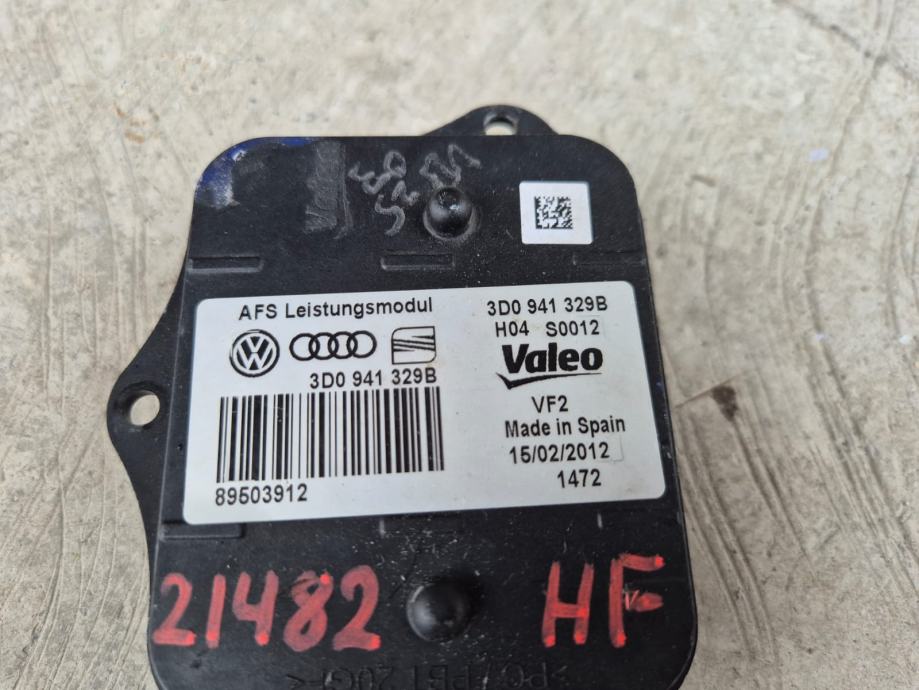 AFS Leistungsmodul
3D0 941 329B
3D0 941 329B
H04 S0012
Valeo
VF2
Made in Spain
15/02/2012
1472
89503912
21482 HF